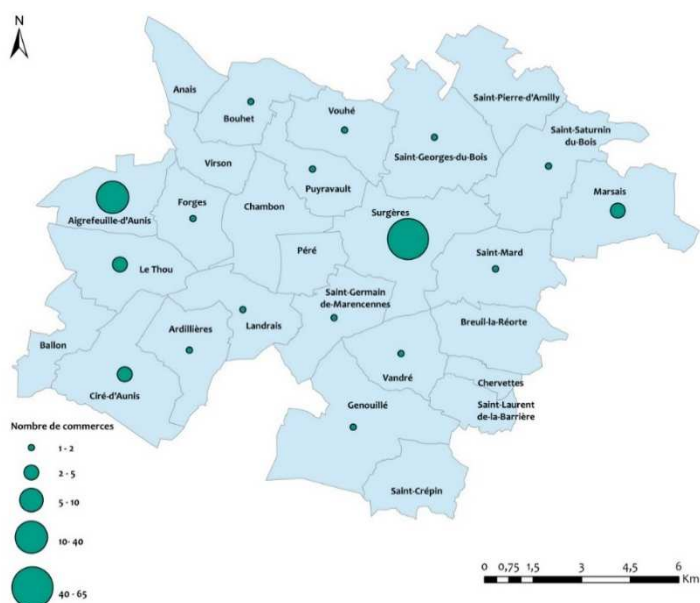 N
Anais
Bouhet
Vouhé
Saint-Pierre-d'Amilly
Saint-Saturnin
du-Bois
Saint-Georges-du-Bois
Virson
Puyravault
Marsais
Aigrefeuille-d'Aunis
Forges
Chambon
Surgères
Péré
Saint-Mard
Le Thou
Saint-Germain
de-Marencennes
Landrais
Breuil-la-Réorte
Ardillières
Ballon
Ciré-d'Aunis
Vandré
Chervettes
Genouillé
Saint-Laurent
de-la-Barrière
Saint-Crépin
Nombre de commerces
1 - 2
2 - 5
5 - 10
10 - 40
40 - 65
0 0,75 1,5 3 4,5 6
Km